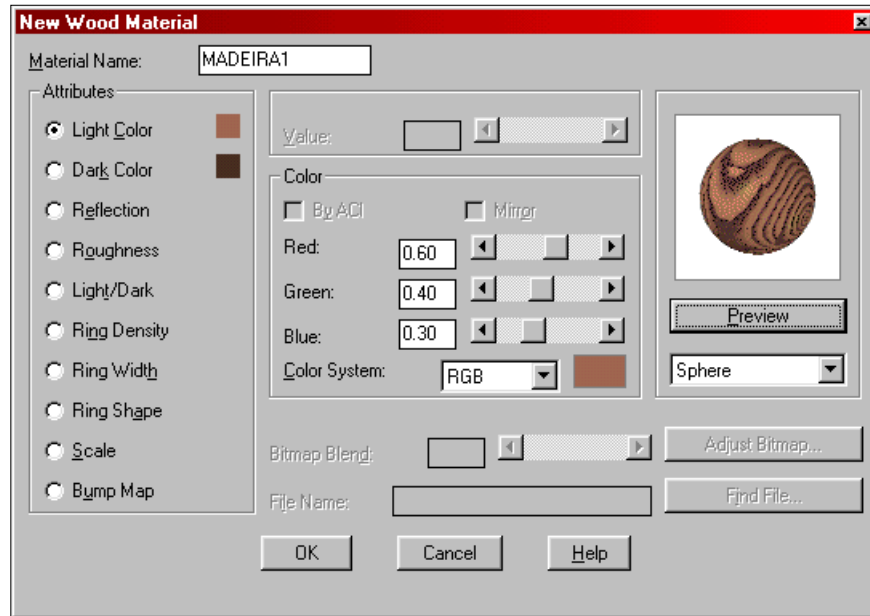 New Wood Material
Material Name: MADEIRA1
Attributes
Light Color
Dark Color
Reflection
Roughness
Light/Dark
Ring Density
Ring Width
Ring Shape
Scale
Bump Map
Value:
Color
By ACI Mirror
Red: 0.60
Green: 0.40
Blue: 0.30
Color System: RGB
Preview
Sphere
Bitmap Blend:
Adjust Bitmap...
File Name:
Find File...
OK Cancel Help